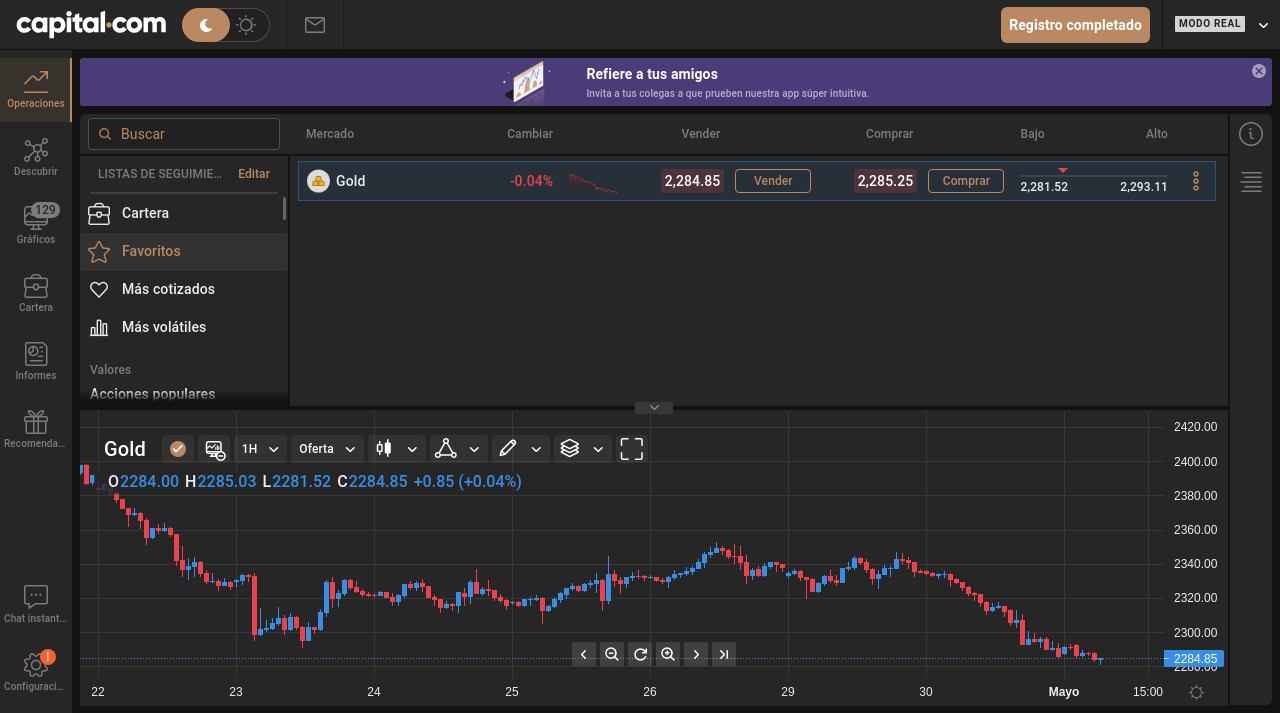 capital.com
Registro completado
MODO REAL
Operaciones
Descubrir
129
Gráficos
Cartera
Informes
Recomenda...
Chat instant...
!
Configuraci...
Refiere a tus amigos
Invita a tus colegas a que prueben nuestra app súper intuitiva.
Buscar
LISTAS DE SEGUIMIE... Editar
Cartera
Favoritos
Más cotizados
Más volátiles
Valores
Acciones populares
Mercado Cambiar Vender Comprar Bajo Alto
Gold -0.04% 2,284.85 Vender 2,285.25 Comprar 2,281.52 2,293.11
Gold 1H Oferta
O2284.00 H2285.03 L2281.52 C2284.85 +0.85 (+0.04%)
2420.00
2400.00
2380.00
2360.00
2340.00
2320.00
2300.00
2284.85
2280.00
22 23 24 25 26 29 30 Mayo 15:00